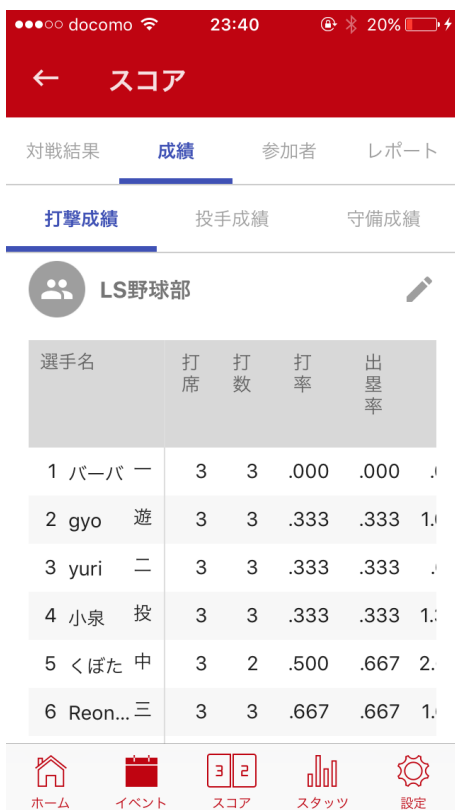 docomo 23:40 20%
← スコア
対戦結果 成績 参加者 レポート
打撃成績 投手成績 守備成績
LS野球部
選手名 打席 打数 打率 出塁率
1 バーバ 一 3 3 .000 .000
2 gyo 遊 3 3 .333 .333
3 yuri 二 3 3 .333 .333
4 小泉 投 3 3 .333 .333
5 くぼた 中 3 2 .500 .667
6 Reon... 三 3 3 .667 .667
32
ホーム イベント スコア スタッツ 設定